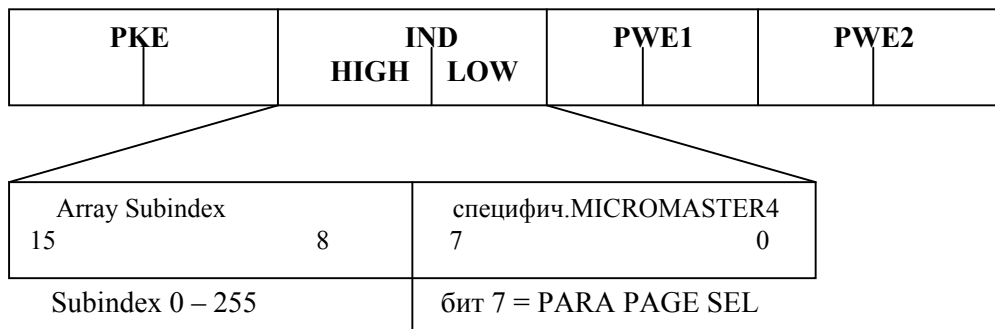 PKE IND PWE1 PWE2
HIGH LOW
Array Subindex специфич.MICROMASTER4
15 8 7 0
Subindex 0 – 255 бит 7 = PARA PAGE SEL